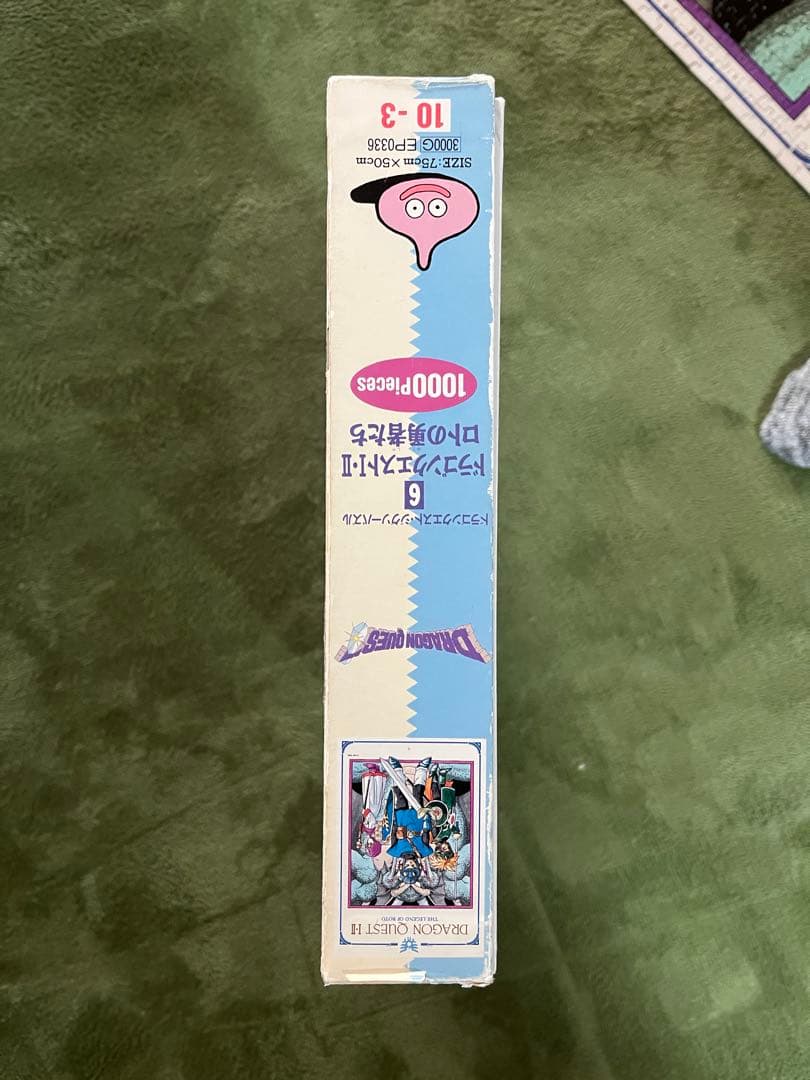 DRAGON QUEST I·II
THE LEGEND OF ROTO
DRAGON QUEST
ドラゴンクエスト・ジグソーパズル
6
ドラゴンクエストI・II
ロトの勇者たち
1000Pieces
SIZE:75cm×50cm
3000G EP0336
10-3